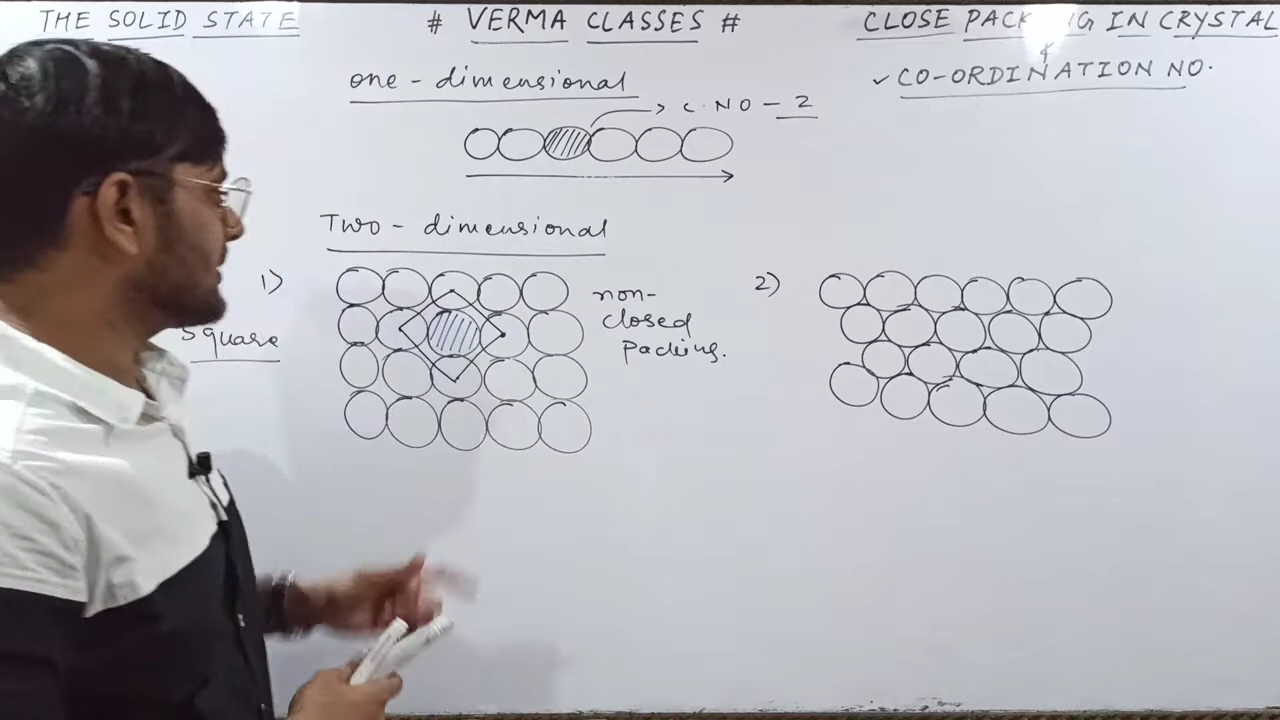 THE SOLID STATE
# VERMA CLASSES #
CLOSE PACKING IN CRYSTAL
&
✓ CO-ORDINATION NO.
one - dimensional
C.NO - 2
Two - dimensional
1)
Square
non-
closed
Packing.
2)